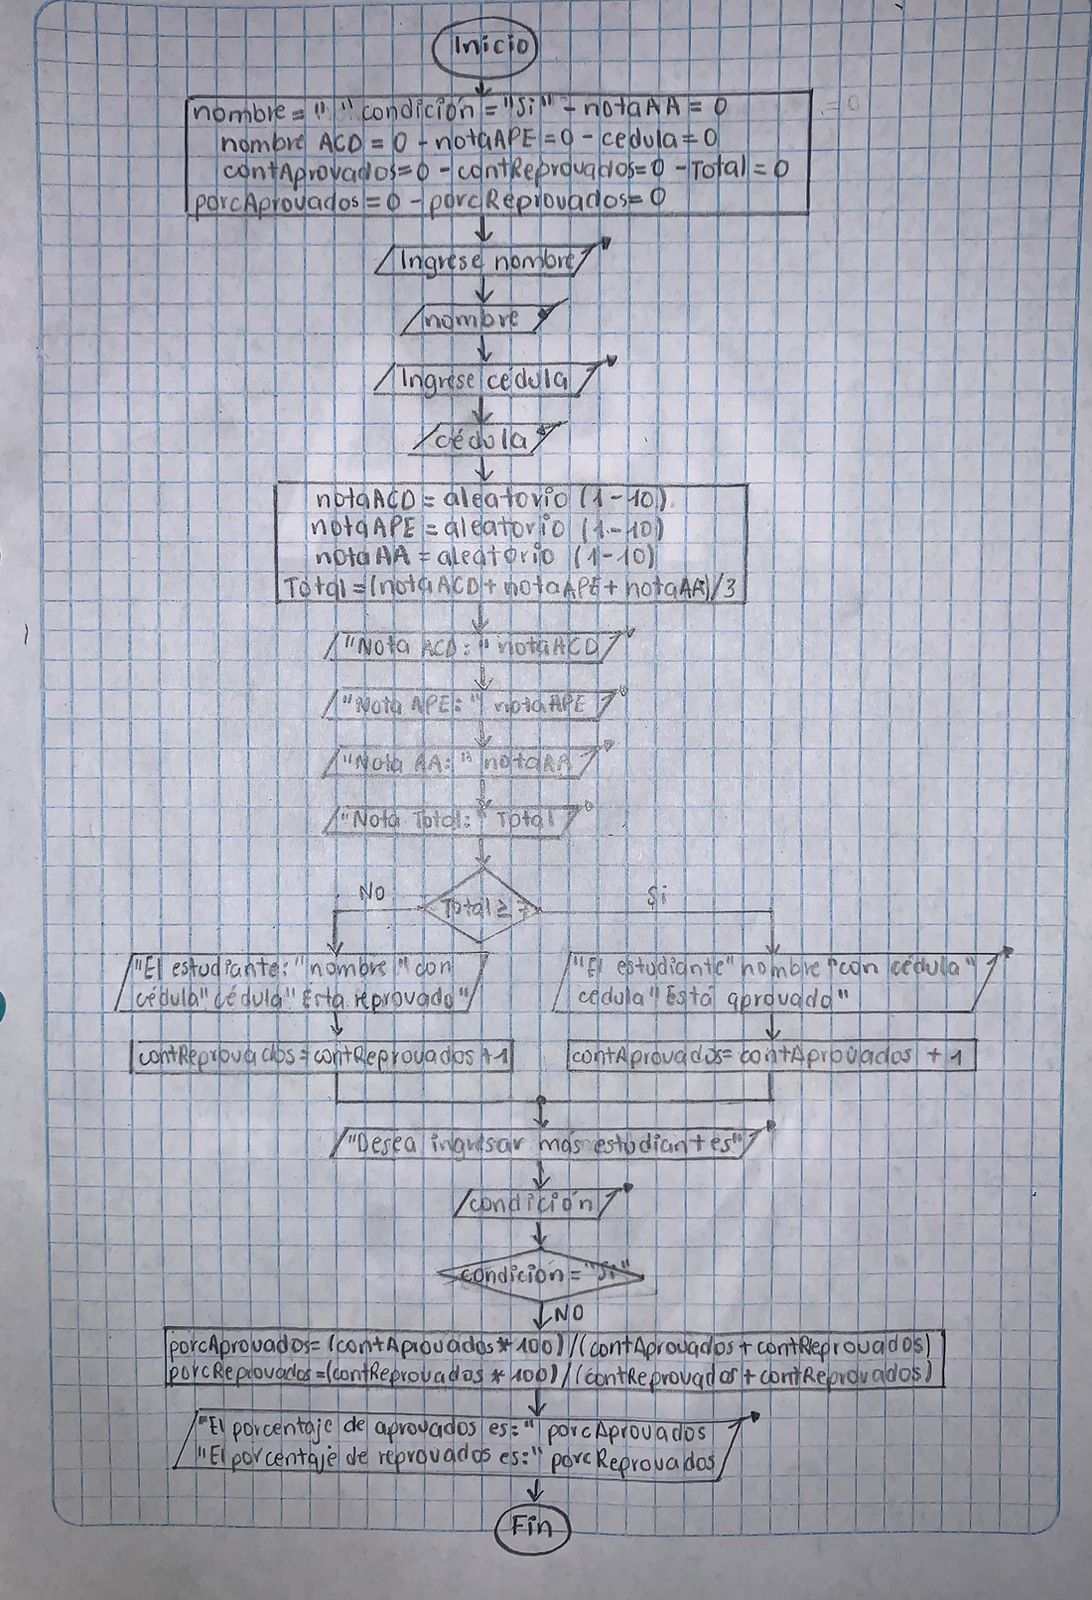 Inicio
nombre = " " condición = "Si" - notaAA = 0
nombre ACD = 0 - notaAPE = 0 - cedula = 0
contAprovados = 0 - contReprovados = 0 - Total = 0
porcAprovados = 0 - porcReprovados = 0
Ingrese nombre
nombre
Ingrese cédula
cédula
notaACD = aleatorio (1-10)
notaAPE = aleatorio (1-10)
notaAA = aleatorio (1-10)
Total = (notaACD + notaAPE + notaAA)/3
"Nota ACD: " notaACD
"Nota APE: " notaAPE
"Nota AA: " notaAA
"Nota Total: " Total
NO
Si
Total ≥ 7
"El estudiante: " nombre " con
cédula" cédula " Esta reprovado"
"El estudiante" nombre "con cédula"
cédula " Está aprovado"
contReprovados = contReprovados + 1
contAprovados = contAprovados + 1
"Desea ingresar más estudiantes"
condición
condición = "Si"
NO
porcAprovados = (contAprovados * 100) / (contAprovados + contReprovados)
porcReprovados = (contReprovados * 100) / (contReprovados + contReprovados)
"El porcentaje de aprovados es: " porcAprovados
"El porcentaje de reprovados es: " porcReprovados
Fin